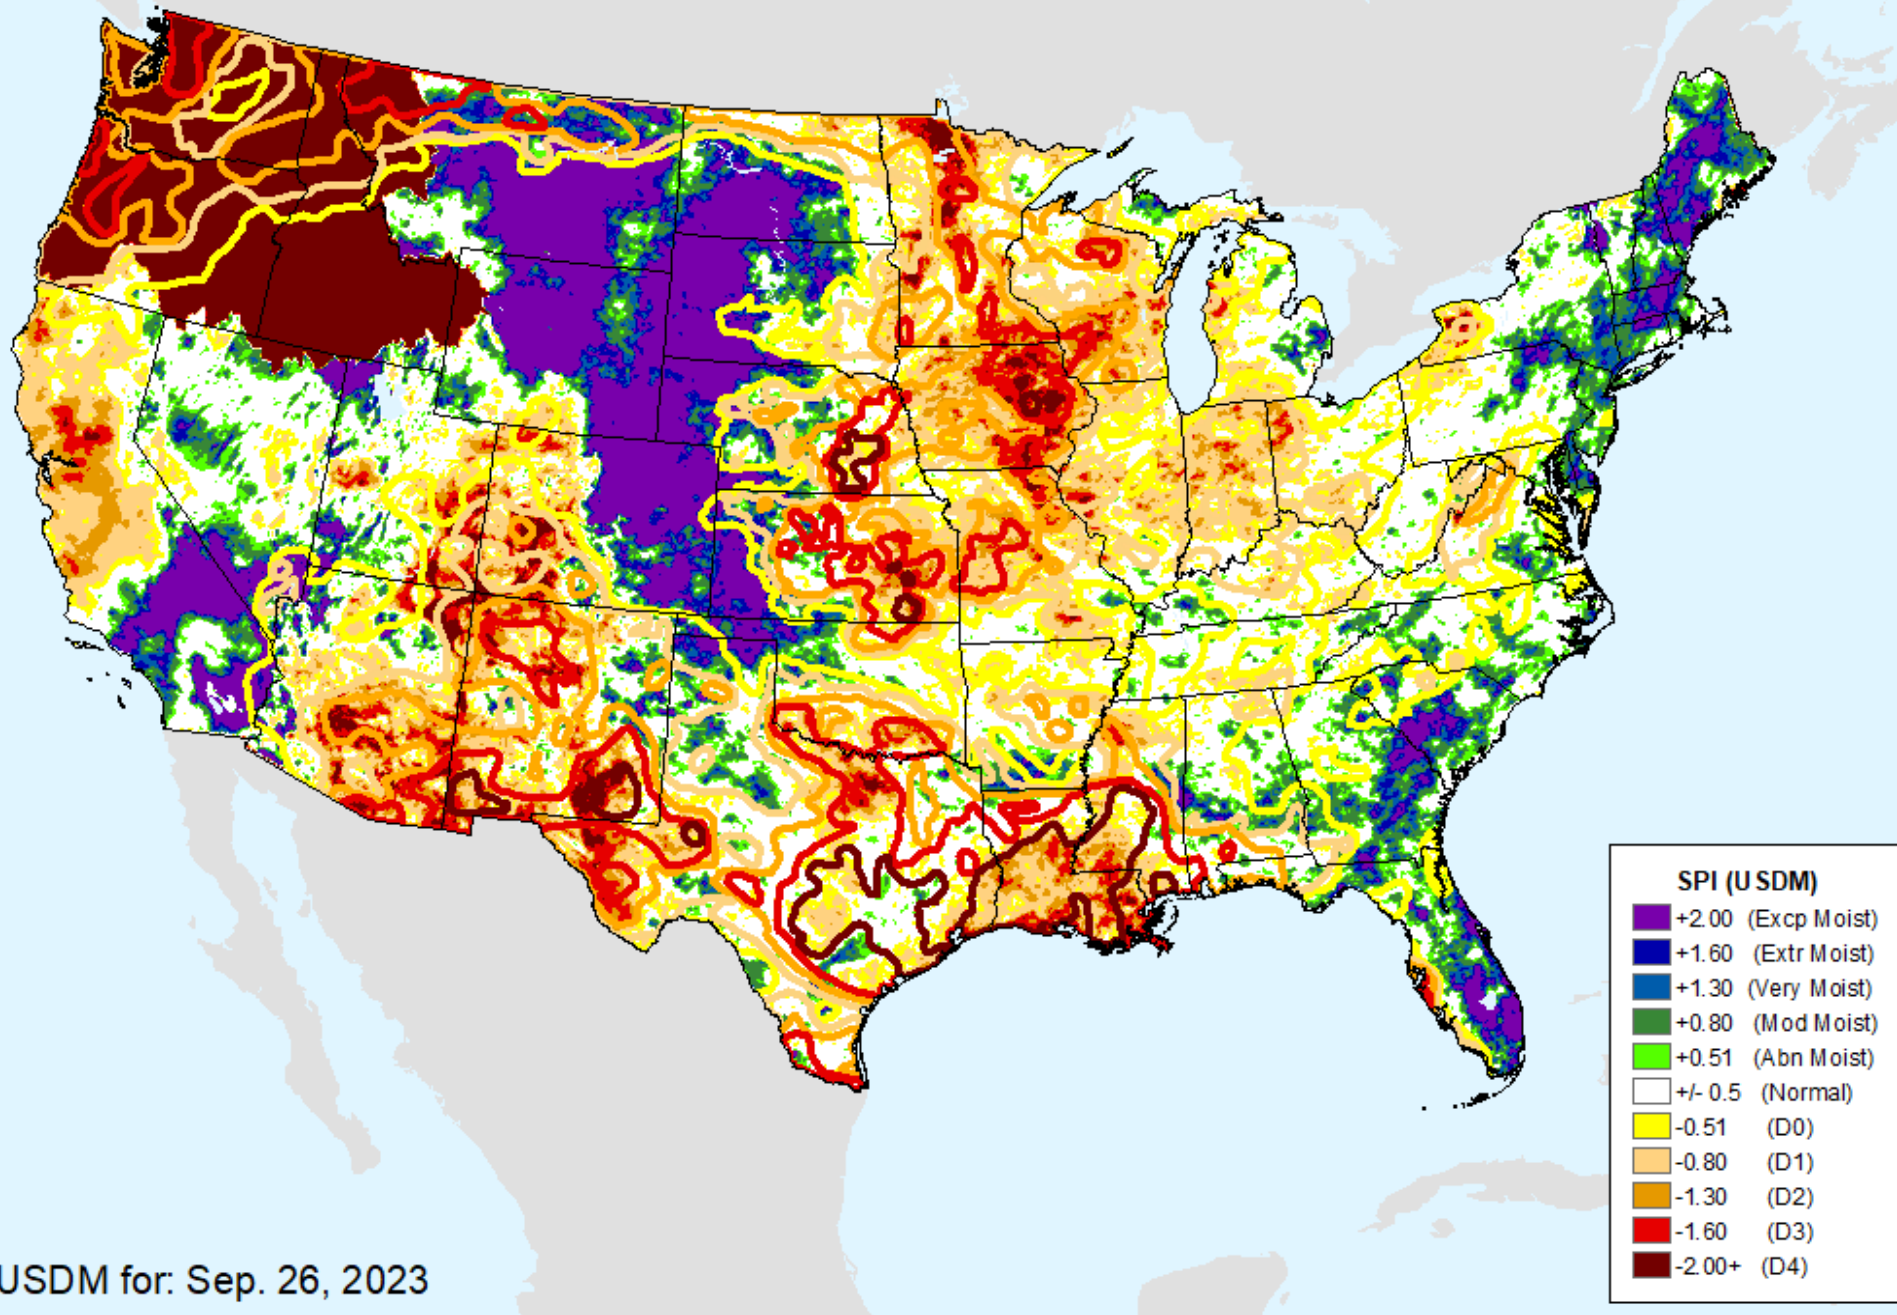 SPI (USDM)
+2.00 (Excp Moist)
+1.60 (Extr Moist)
+1.30 (Very Moist)
+0.80 (Mod Moist)
+0.51 (Abn Moist)
+/- 0.5 (Normal)
-0.51 (D0)
-0.80 (D1)
-1.30 (D2)
-1.60 (D3)
-2.00+ (D4)
USDM for: Sep. 26, 2023